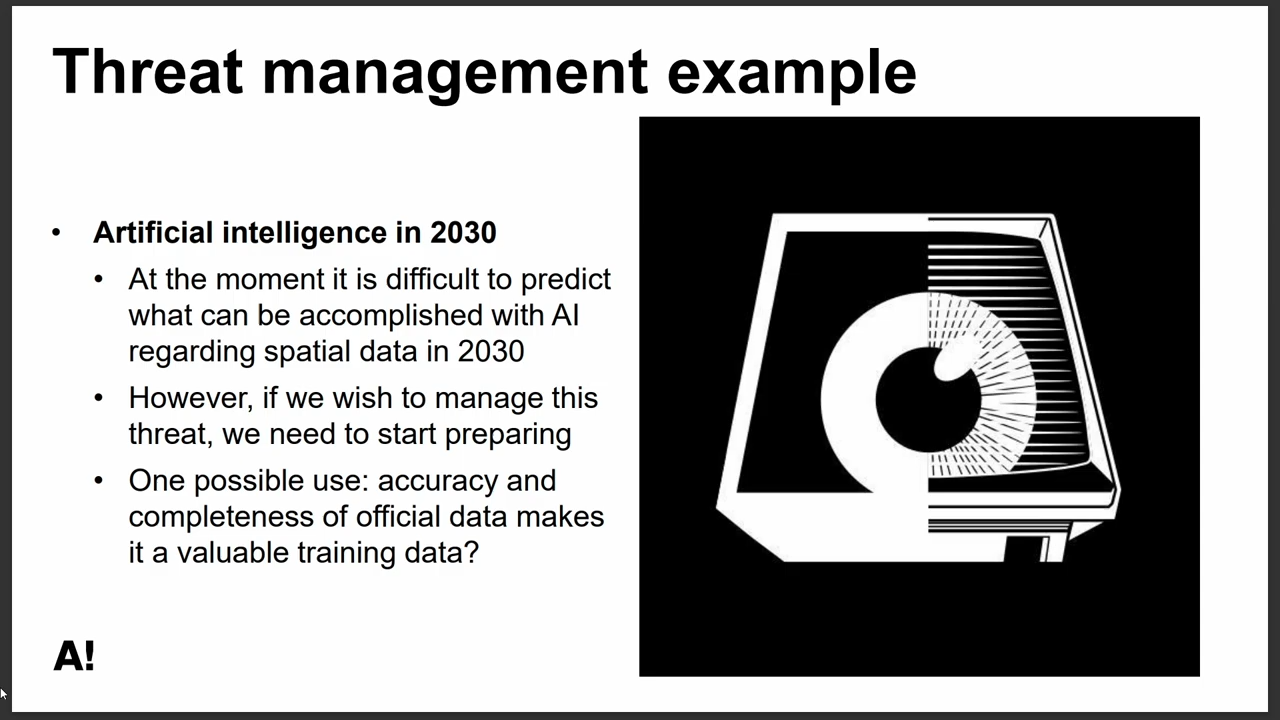 Threat management example
• Artificial intelligence in 2030
• At the moment it is difficult to predict
what can be accomplished with AI
regarding spatial data in 2030
• However, if we wish to manage this
threat, we need to start preparing
• One possible use: accuracy and
completeness of official data makes
it a valuable training data?
A!